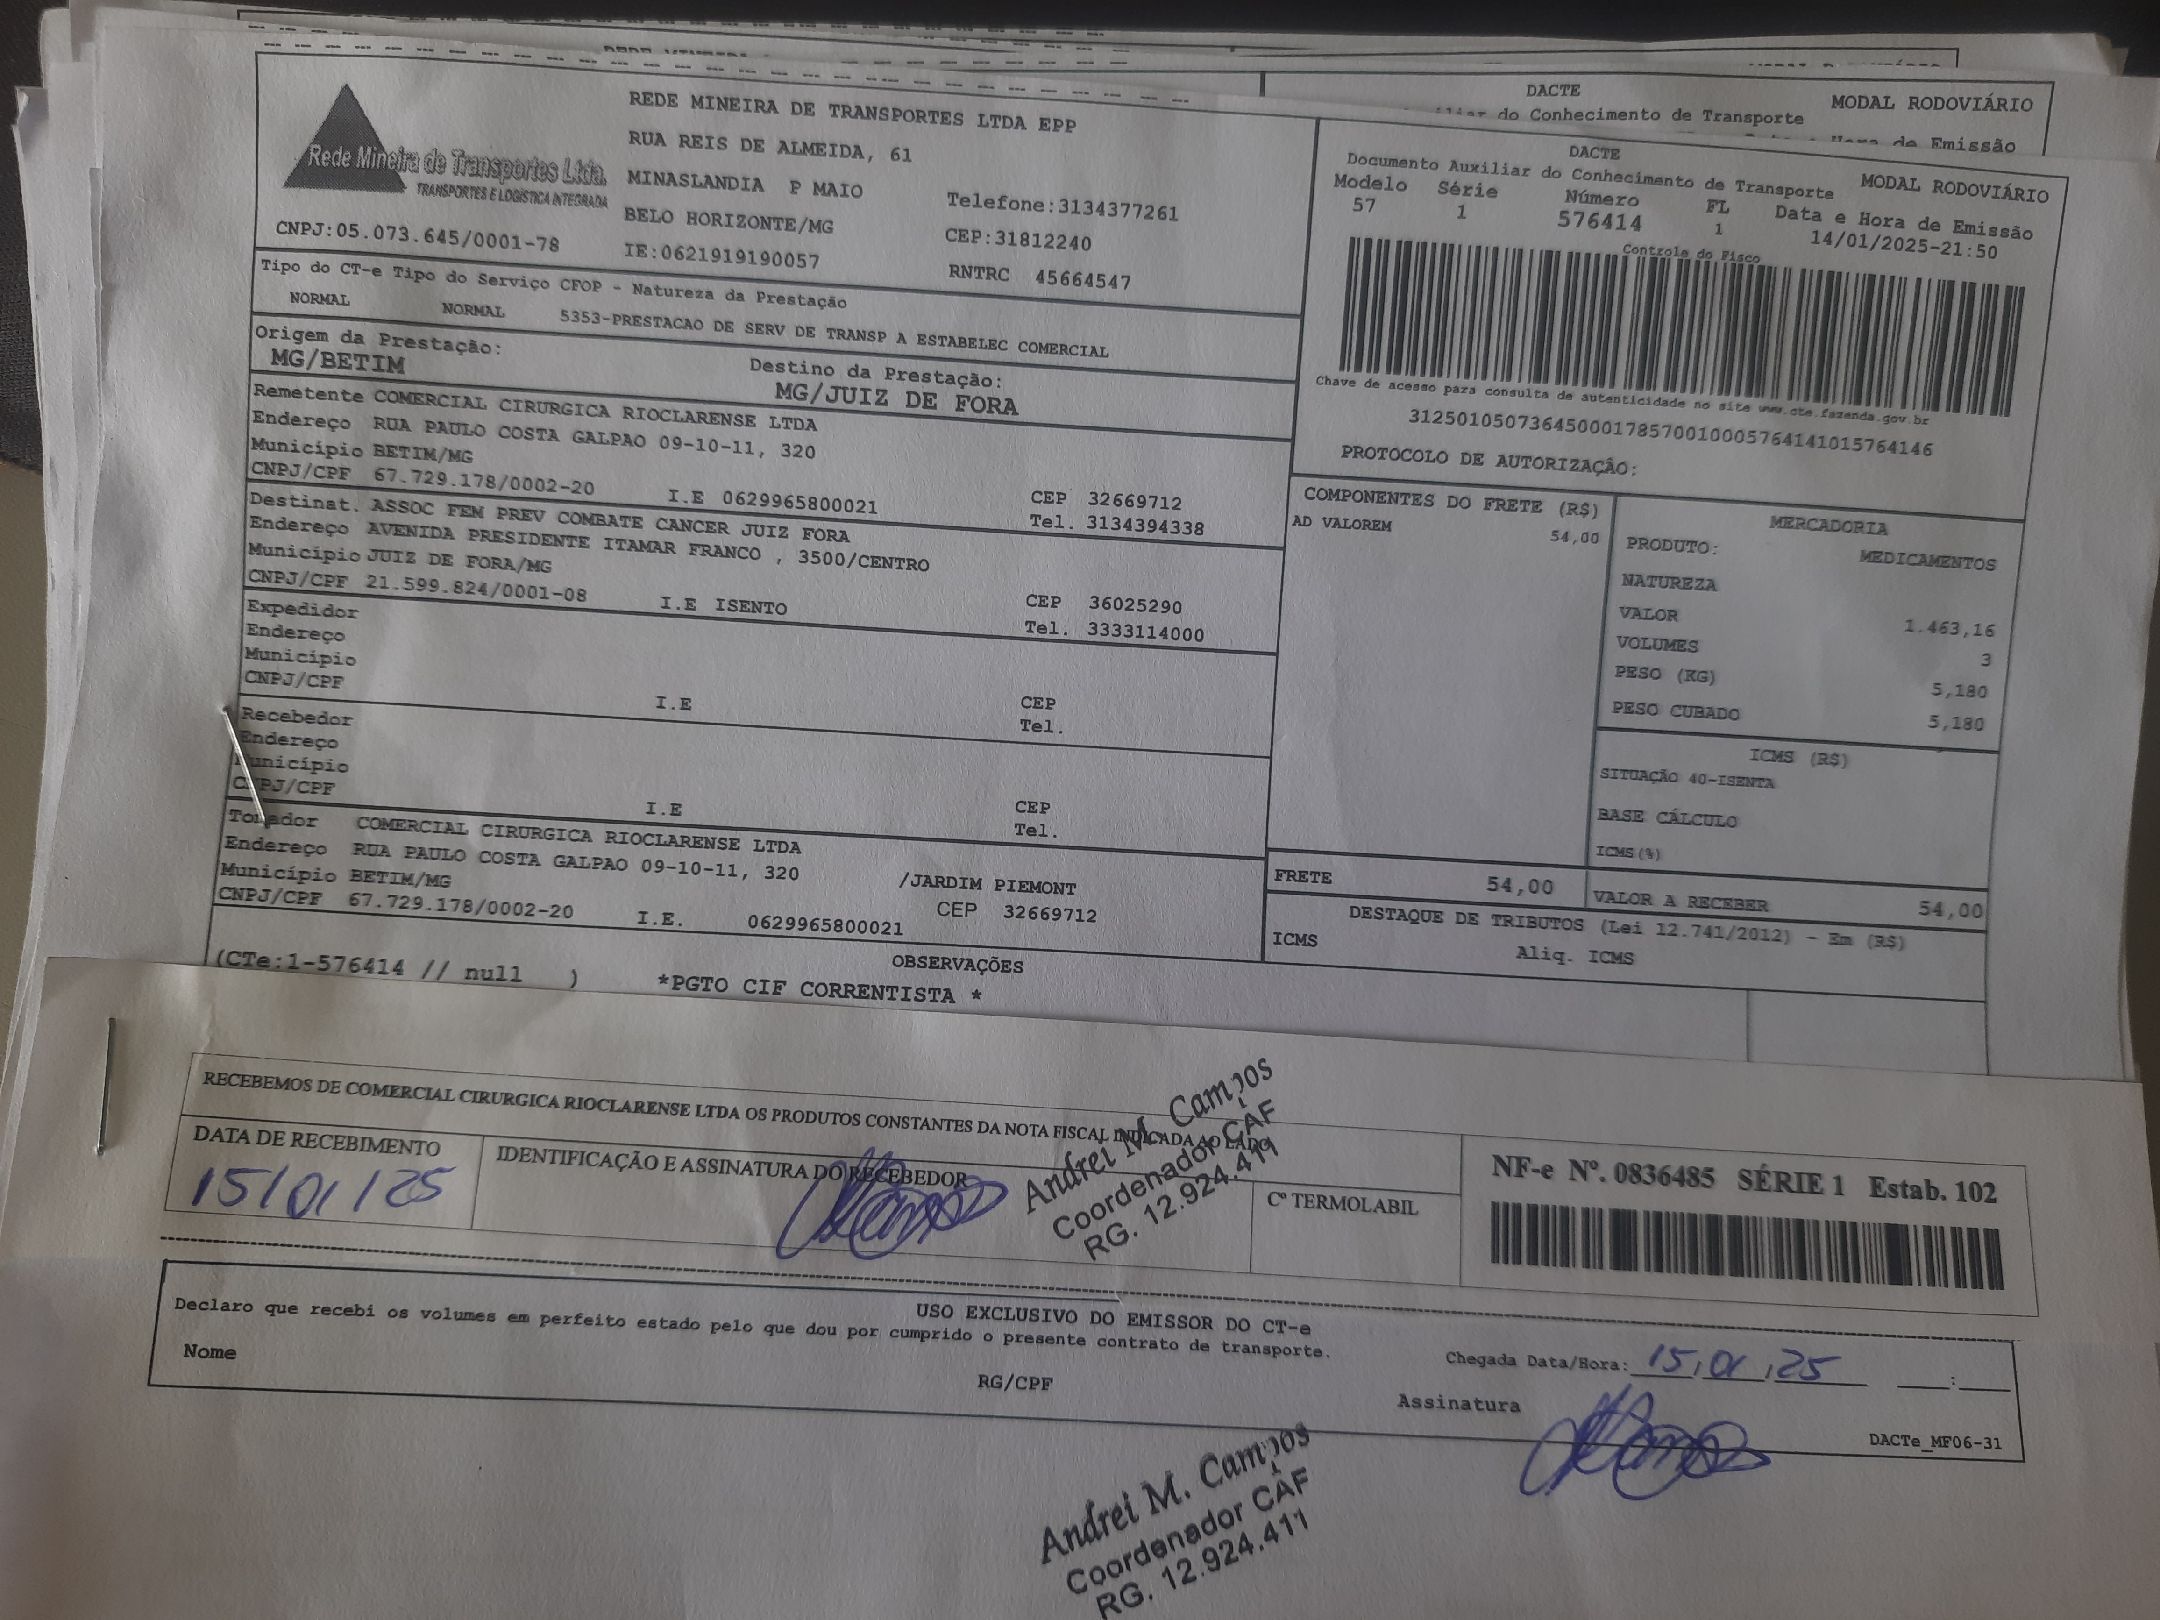 DACTE
MODAL RODOVIÁRIO
do Conhecimento de Transporte
de Emissão
Rede Mineira de Transportes Ltda.
TRANSPORTES E LOGÍSTICA INTEGRADA
CNPJ:05.073.645/0001-78
REDE MINEIRA DE TRANSPORTES LTDA EPP
RUA REIS DE ALMEIDA, 61
MINASLANDIA P MAIO
Telefone:3134377261
BELO HORIZONTE/MG
CEP:31812240
IE:0621919190057
RNTRC 45664547
DACTE
Documento Auxiliar do Conhecimento de Transporte
MODAL RODOVIÁRIO
Modelo Série Número FL Data e Hora de Emissão
57 1 576414 1 14/01/2025-21:50
Controle do Fisco
Chave de acesso para consulta de autenticidade no site www.cte.fazenda.gov.br
31250105073645000178570010005764141015764146
PROTOCOLO DE AUTORIZAÇÃO:
Tipo do CT-e Tipo do Serviço CFOP - Natureza da Prestação
NORMAL NORMAL 5353-PRESTACAO DE SERV DE TRANSP A ESTABELEC COMERCIAL
Origem da Prestação:
MG/BETIM
Destino da Prestação:
MG/JUIZ DE FORA
Remetente COMERCIAL CIRURGICA RIOCLARENSE LTDA
Endereço RUA PAULO COSTA GALPAO 09-10-11, 320
Município BETIM/MG
CEP 32669712
CNPJ/CPF 67.729.178/0002-20 I.E 0629965800021 Tel. 3134394338
Destinat. ASSOC FEM PREV COMBATE CANCER JUIZ FORA
Endereço AVENIDA PRESIDENTE ITAMAR FRANCO , 3500/CENTRO
Município JUIZ DE FORA/MG
CEP 36025290
CNPJ/CPF 21.599.824/0001-08 I.E ISENTO Tel. 3333114000
Expedidor
Endereço
Município
CEP
CNPJ/CPF I.E Tel.
Recebedor
Endereço
Município
CEP
CNPJ/CPF I.E Tel.
Tomador COMERCIAL CIRURGICA RIOCLARENSE LTDA
Endereço RUA PAULO COSTA GALPAO 09-10-11, 320 /JARDIM PIEMONT
Município BETIM/MG
CEP 32669712
CNPJ/CPF 67.729.178/0002-20 I.E. 0629965800021
COMPONENTES DO FRETE (R$)
AD VALOREM 54,00
FRETE 54,00
MERCADORIA
PRODUTO: MEDICAMENTOS
NATUREZA
VALOR 1.463,16
VOLUMES 3
PESO (KG) 5,180
PESO CUBADO 5,180
ICMS (R$)
SITUAÇÃO 40-ISENTA
BASE CÁLCULO
ICMS(%)
VALOR A RECEBER 54,00
DESTAQUE DE TRIBUTOS (Lei 12.741/2012) - Em (R$)
ICMS Aliq. ICMS
OBSERVAÇÕES
(CTe:1-576414 // null ) *PGTO CIF CORRENTISTA *
RECEBEMOS DE COMERCIAL CIRURGICA RIOCLARENSE LTDA OS PRODUTOS CONSTANTES DA NOTA FISCAL INDICADA AO LADO
DATA DE RECEBIMENTO
15/01/25
IDENTIFICAÇÃO E ASSINATURA DO RECEBEDOR
Andrei M. Campos
Coordenador CAF
RG. 12.924.411
Cº TERMOLABIL
NF-e Nº. 0836485 SÉRIE 1 Estab. 102
USO EXCLUSIVO DO EMISSOR DO CT-e
Declaro que recebi os volumes em perfeito estado pelo que dou por cumprido o presente contrato de transporte.
Nome
RG/CPF
Chegada Data/Hora: 15,01,25 :
Assinatura
DACTe_MF06-31
Andrei M. Campos
Coordenador CAF
RG. 12.924.411